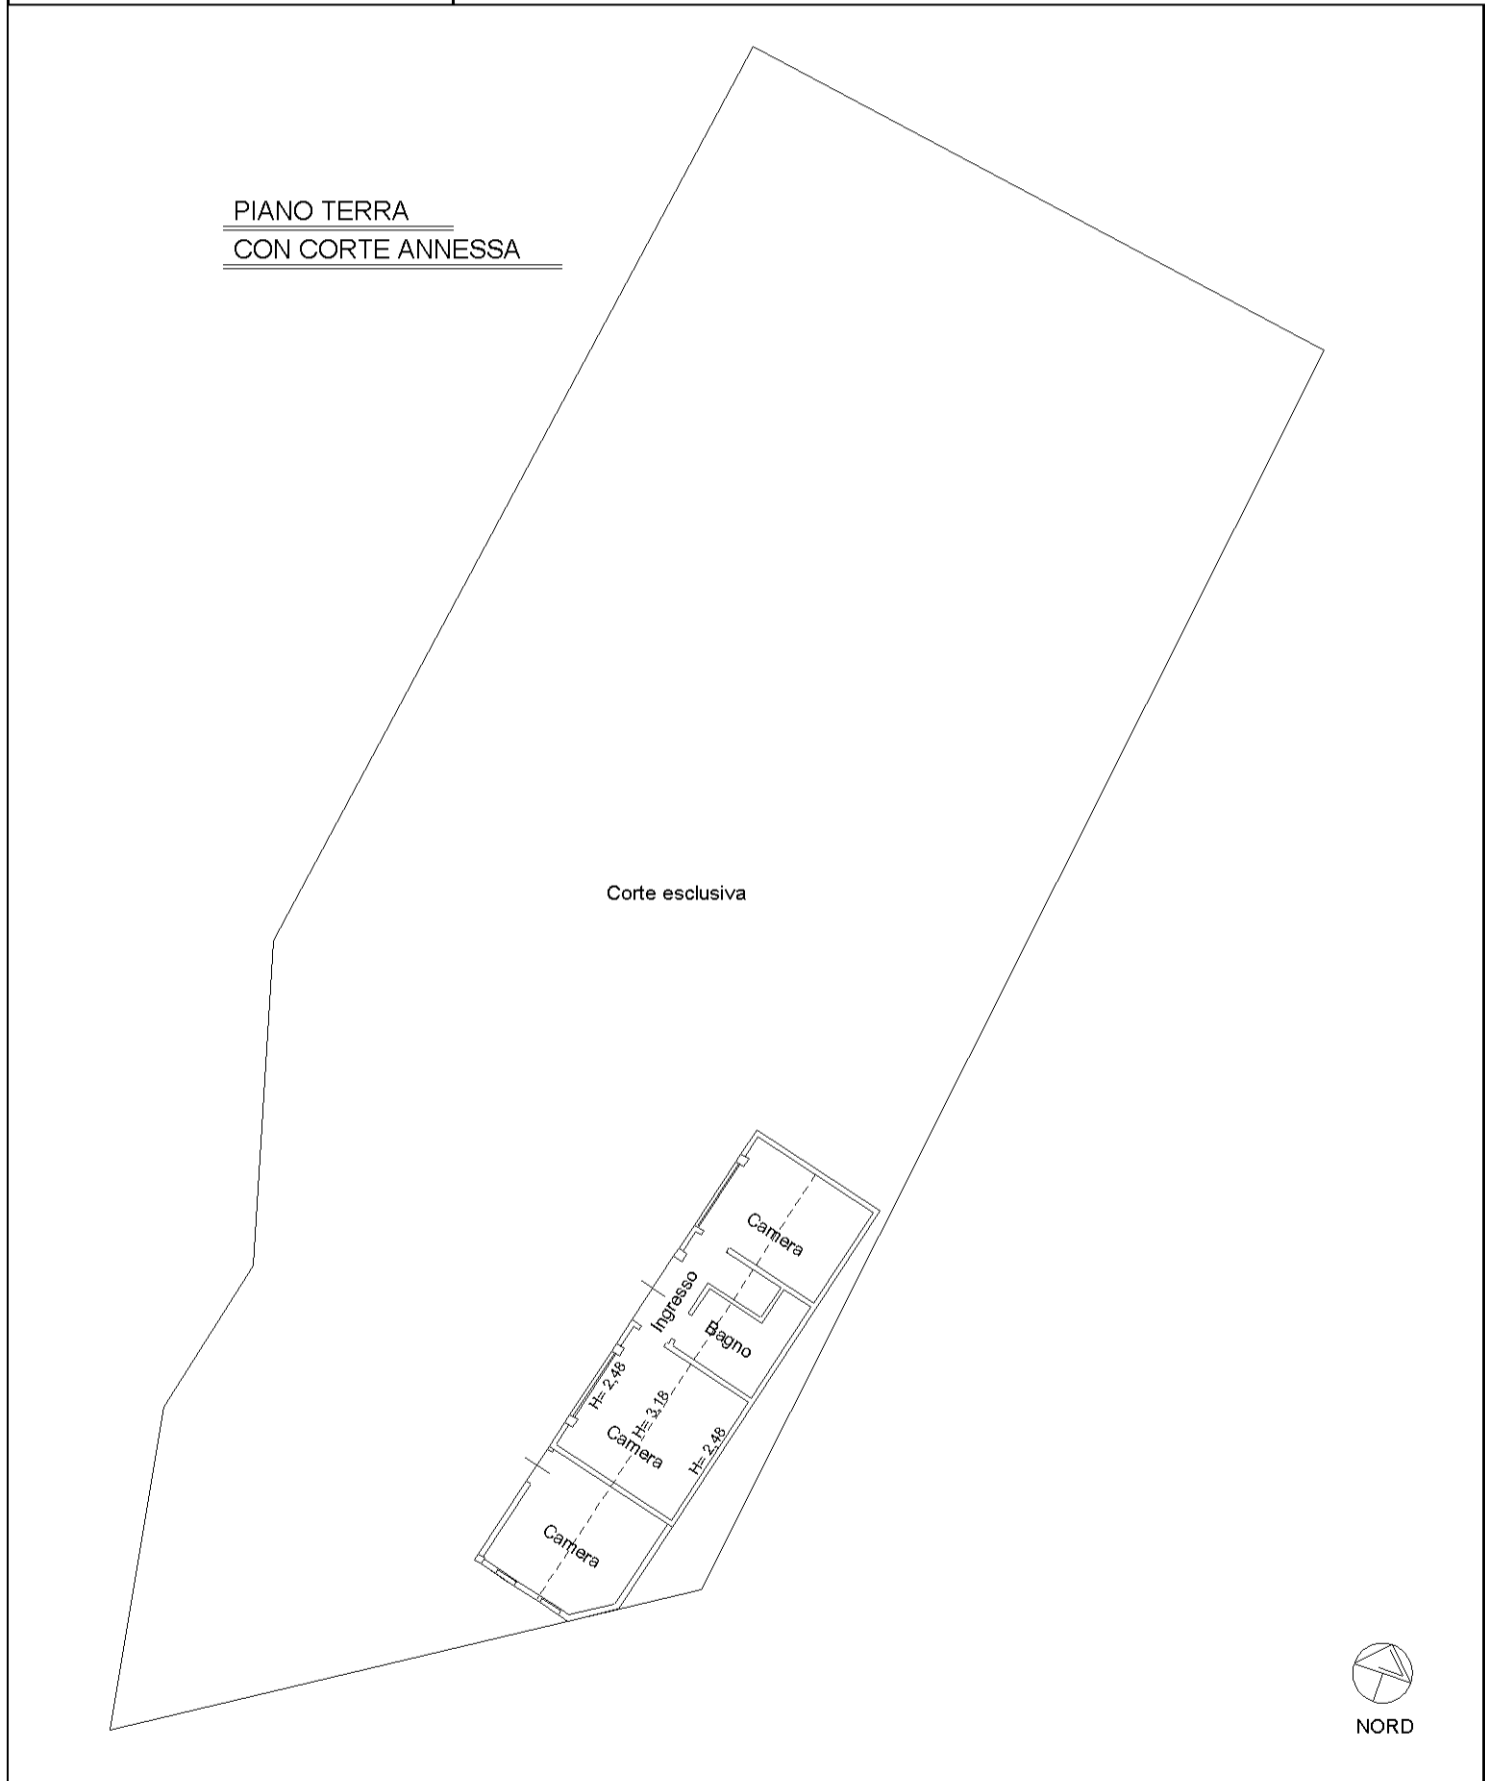 PIANO TERRA
CON CORTE ANNESSA
Corte esclusiva
Camera
Ingresso
Bagno
H= 2,48
H= 3,18
Camera
H= 2,48
Camera
NORD